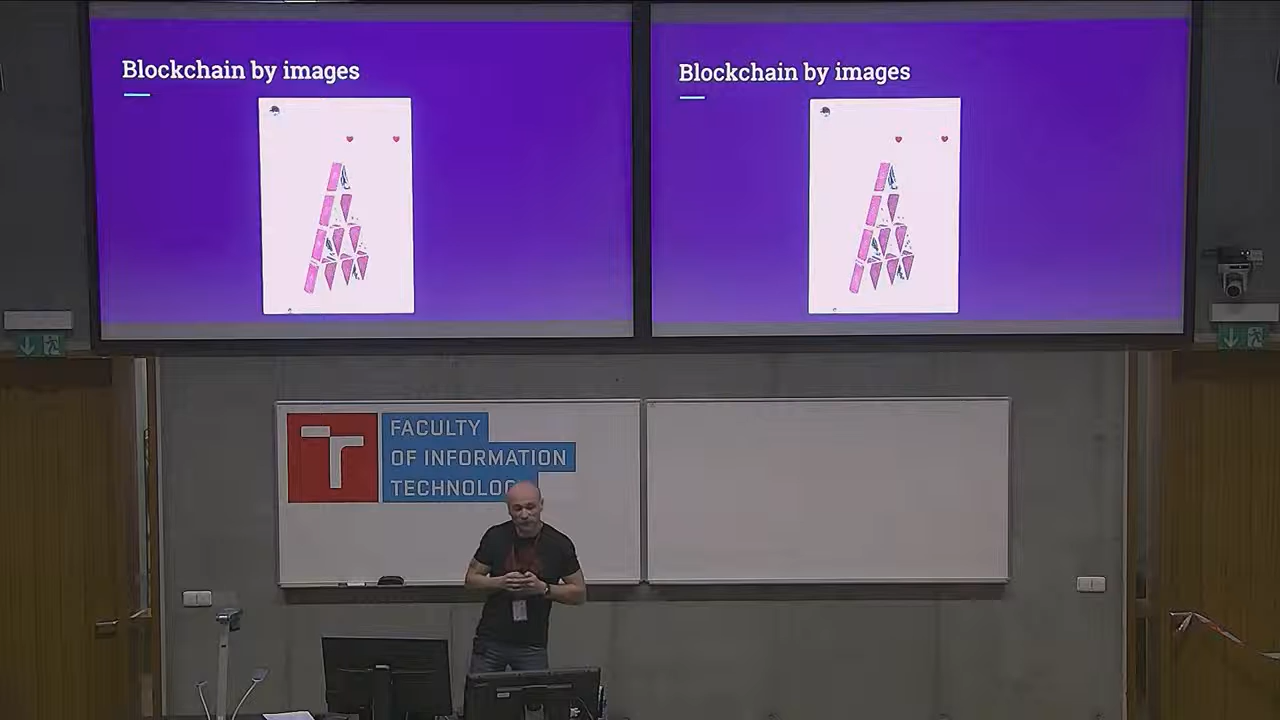 Blockchain by images
Blockchain by images
FACULTY
OF INFORMATION
TECHNOLOG